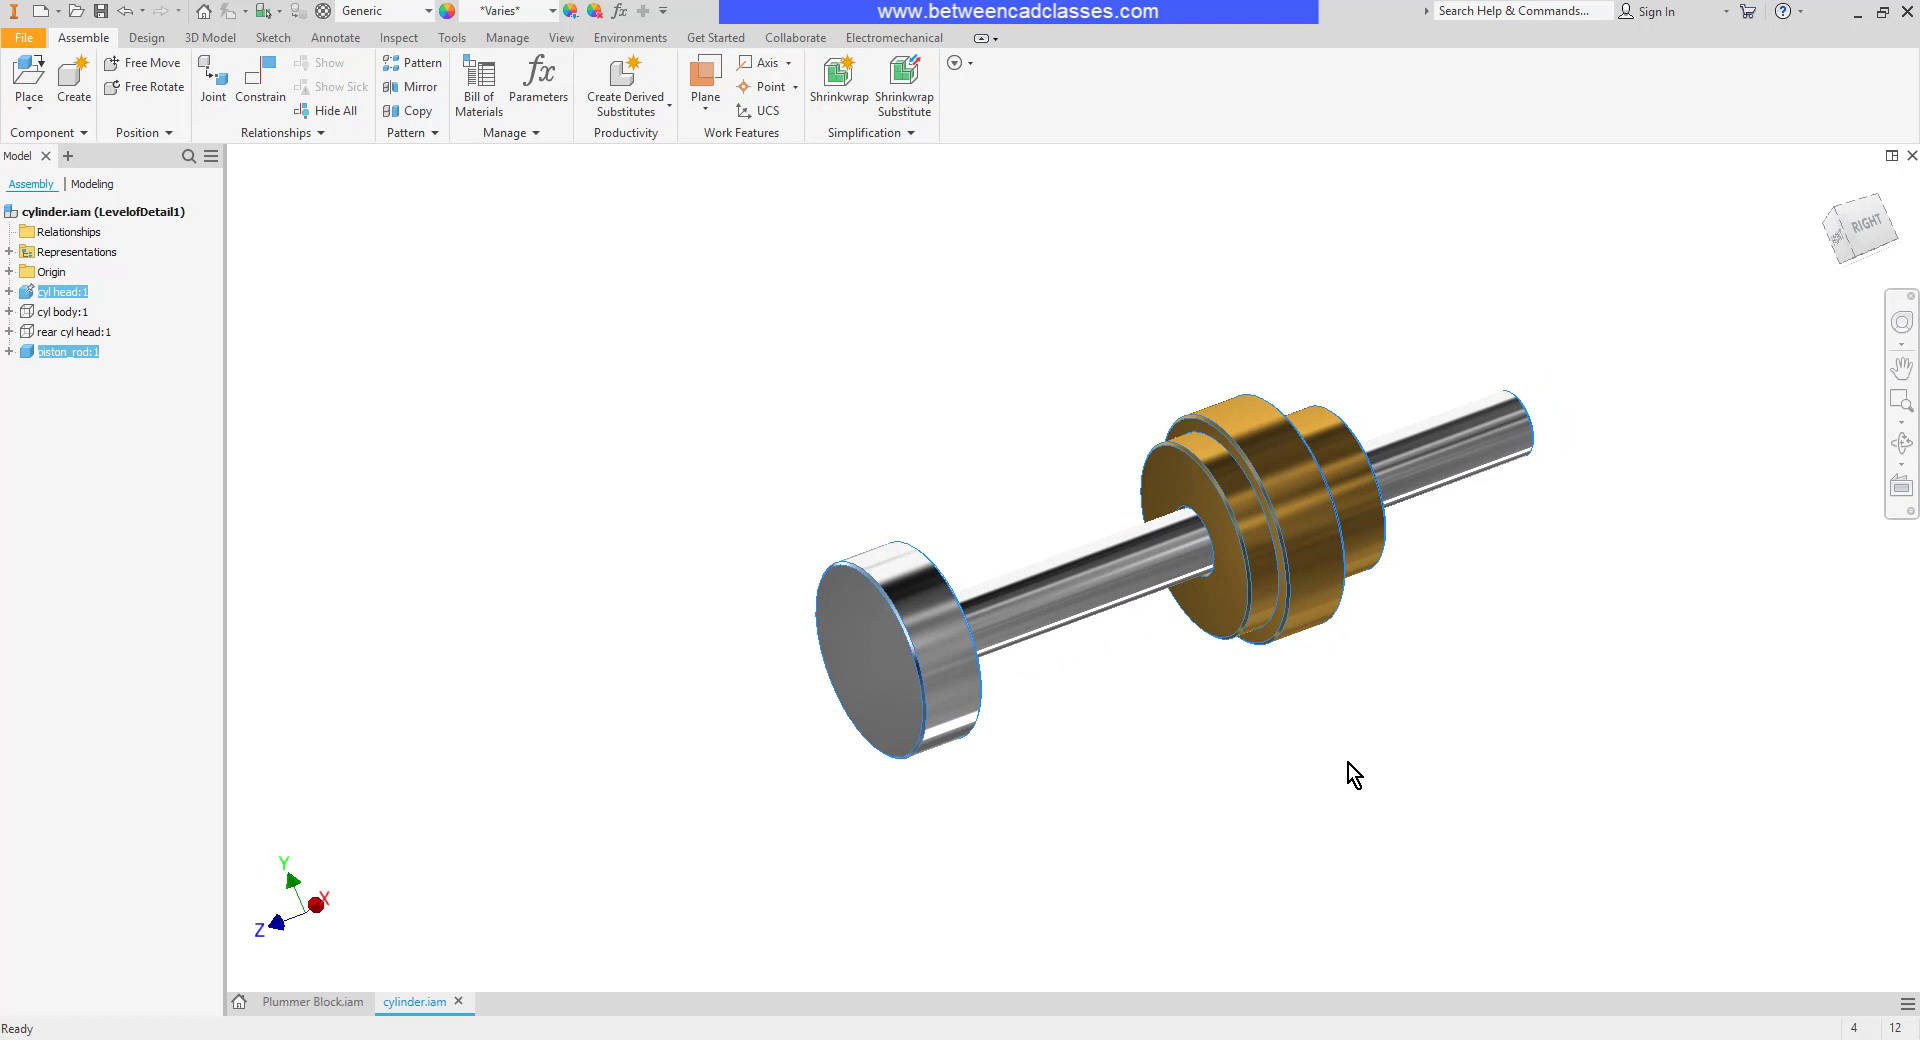 Generic
*Varies*
www.betweencadclasses.com
Search Help & Commands...
Sign In
File
Assemble
Design
3D Model
Sketch
Annotate
Inspect
Tools
Manage
View
Environments
Get Started
Collaborate
Electromechanical
Place
Create
Free Move
Free Rotate
Joint
Constrain
Show
Show Sick
Hide All
Pattern
Mirror
Copy
Bill of
Materials
fx
Parameters
Create Derived
Substitutes
Plane
Axis
Point
UCS
Shrinkwrap
Shrinkwrap
Substitute
Component
Position
Relationships
Pattern
Manage
Productivity
Work Features
Simplification
Model
Assembly
Modeling
cylinder.iam (LevelofDetail1)
Relationships
Representations
Origin
cyl head:1
cyl body:1
rear cyl head:1
piston_rod:1
RIGHT
Y
X
Z
Plummer Block.iam
cylinder.iam
Ready
4
12